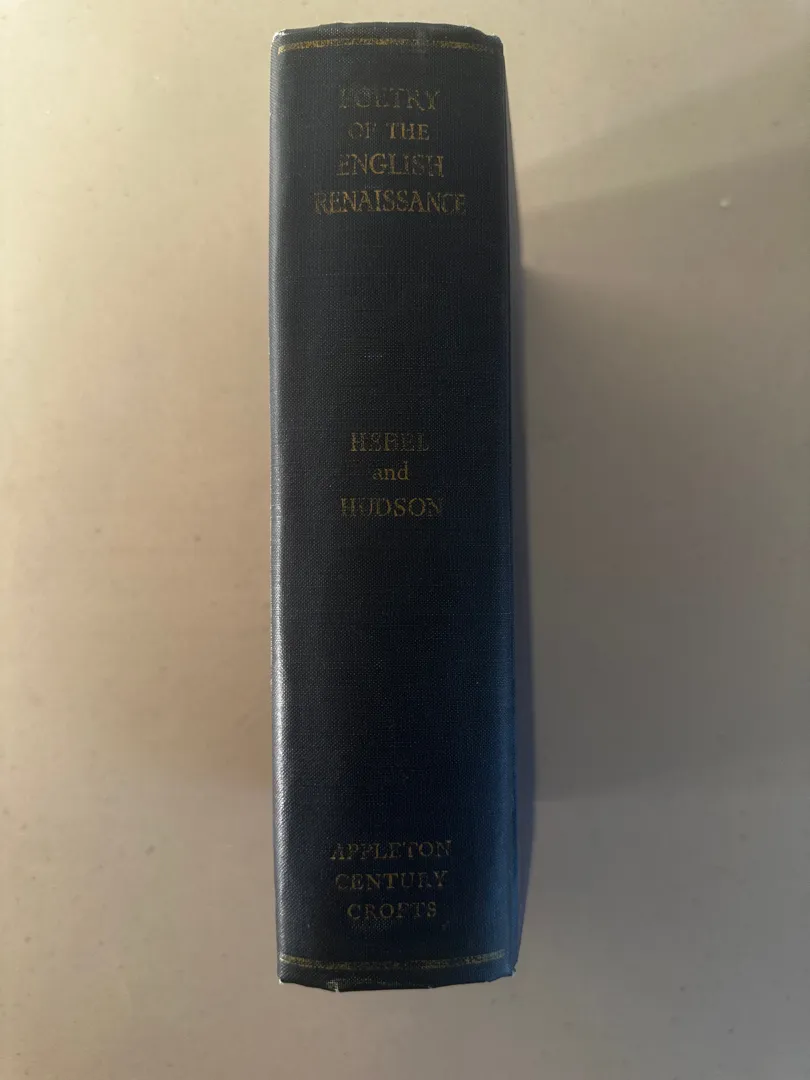 POETRY
OF THE
ENGLISH
RENAISSANCE
HEBEL
and
HUDSON
APPLETON
CENTURY
CROFTS